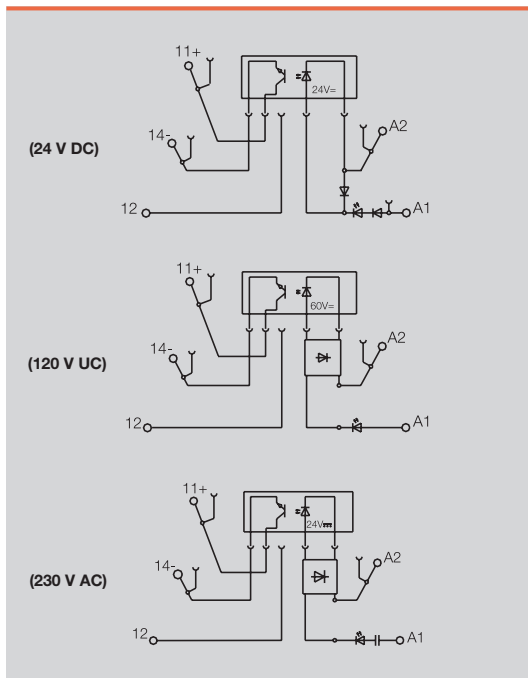 11+
24V=
14-
A2
(24 V DC)
12
A1
11+
60V=
14-
A2
(120 V UC)
12
A1
11+
24V⎓
14-
A2
(230 V AC)
12
A1